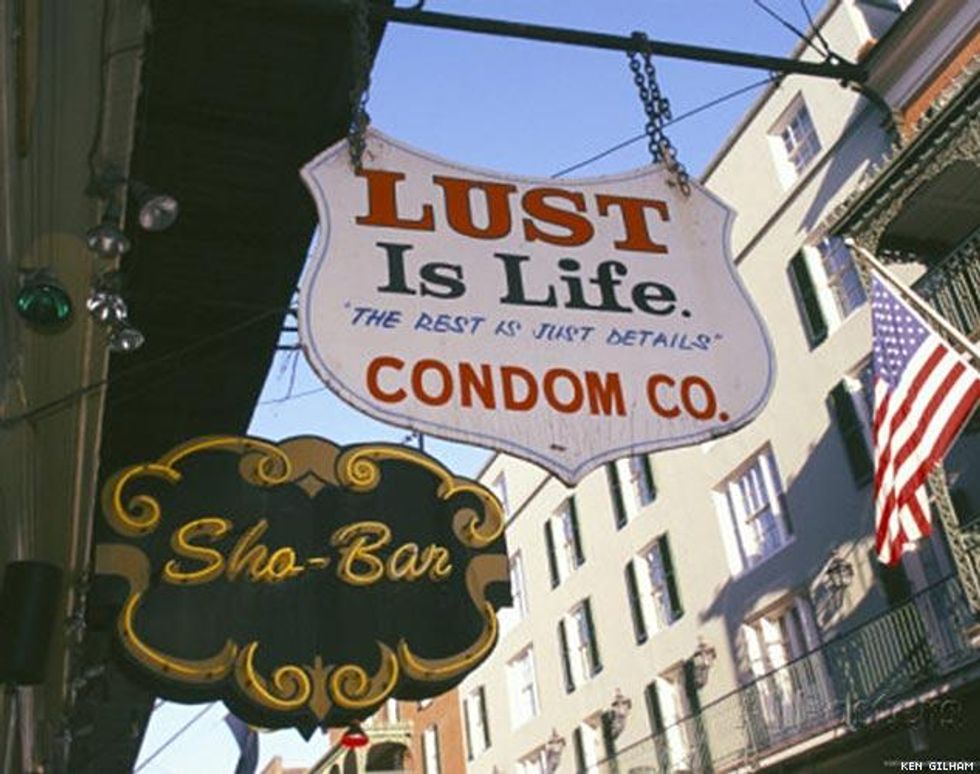 LUST
Is Life.
"THE REST IS JUST DETAILS"
CONDOM CO.
Sho-Bar
KEN GILHAM